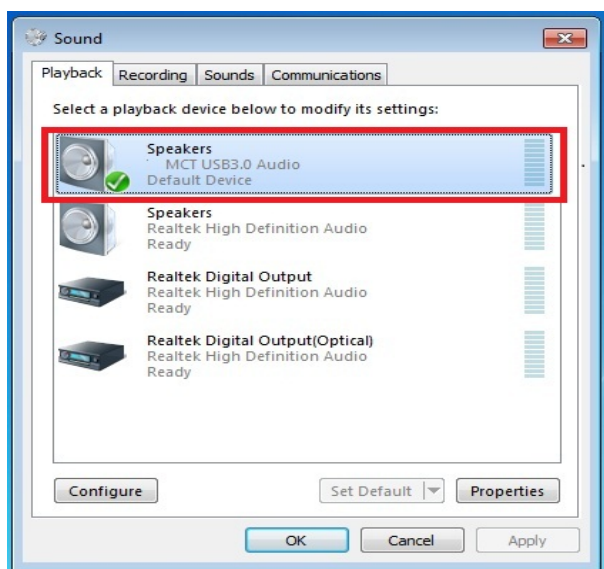 Sound
Playback Recording Sounds Communications
Select a playback device below to modify its settings:
Speakers
MCT USB3.0 Audio
Default Device
Speakers
Realtek High Definition Audio
Ready
Realtek Digital Output
Realtek High Definition Audio
Ready
Realtek Digital Output(Optical)
Realtek High Definition Audio
Ready
Configure Set Default Properties
OK Cancel Apply